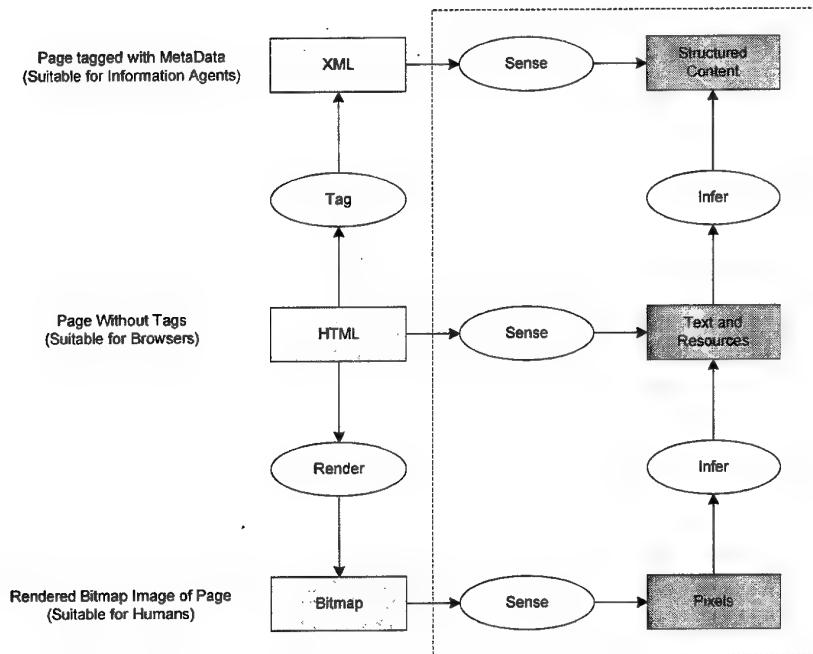 Page tagged with MetaData
(Suitable for Information Agents)
XML
Sense
Structured
Content
Tag
Infer
Page Without Tags
(Suitable for Browsers)
HTML
Sense
Text and
Resources
Render
Infer
Rendered Bitmap Image of Page
(Suitable for Humans)
Bitmap
Sense
Pixels